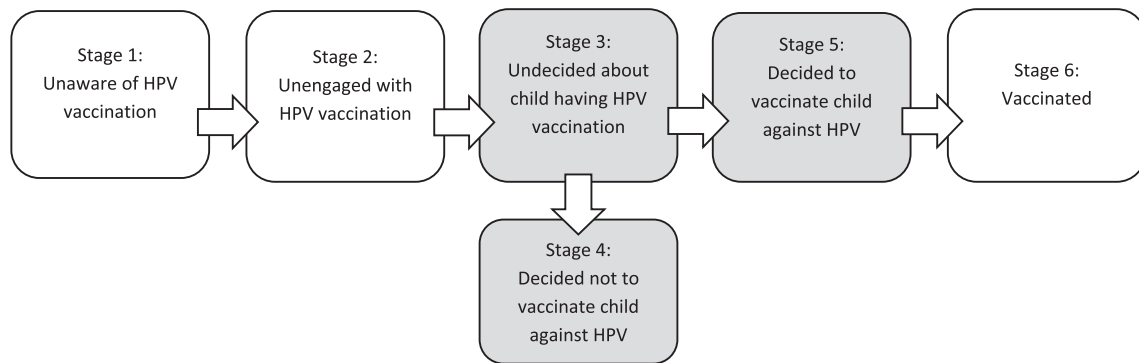 Stage 1:
Unaware of HPV
vaccination
Stage 2:
Unengaged with
HPV vaccination
Stage 3:
Undecided about
child having HPV
vaccination
Stage 5:
Decided to
vaccinate child
against HPV
Stage 6:
Vaccinated
Stage 4:
Decided not to
vaccinate child
against HPV